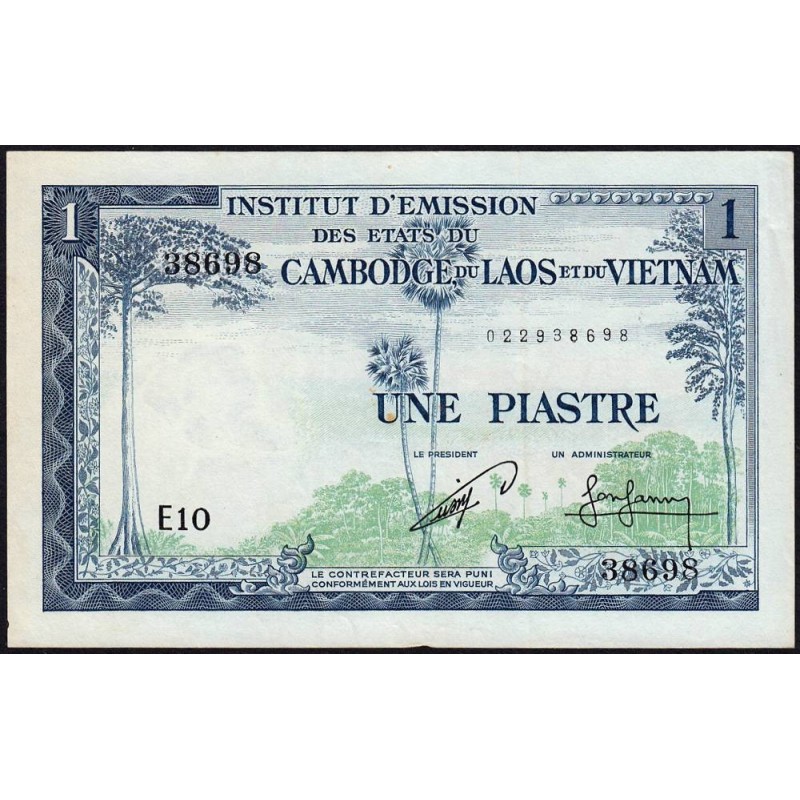 1
INSTITUT D'EMISSION
1
DES ETATS DU
38698
CAMBODGE, DU LAOS ET DU VIETNAM
022938698
UNE PIASTRE
LE PRESIDENT UN ADMINISTRATEUR
E10
38698
LE CONTREFACTEUR SERA PUNI
CONFORMÉMENT AUX LOIS EN VIGUEUR